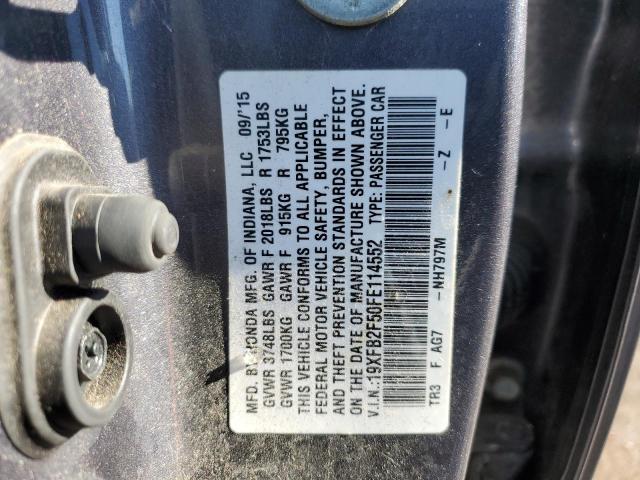 MFD. BY HONDA MFG. OF INDIANA, LLC 09/'15
GVWR 3748LBS GAWR F 2018LBS R 1753LBS
GVWR 1700KG GAWR F 915KG R 795KG
THIS VEHICLE CONFORMS TO ALL APPLICABLE
FEDERAL MOTOR VEHICLE SAFETY, BUMPER,
AND THEFT PREVENTION STANDARDS IN EFFECT
ON THE DATE OF MANUFACTURE SHOWN ABOVE.
V.I.N.:19XFB2F50FE114552 TYPE: PASSENGER CAR
TR3 F AG7 - NH797M - Z - E